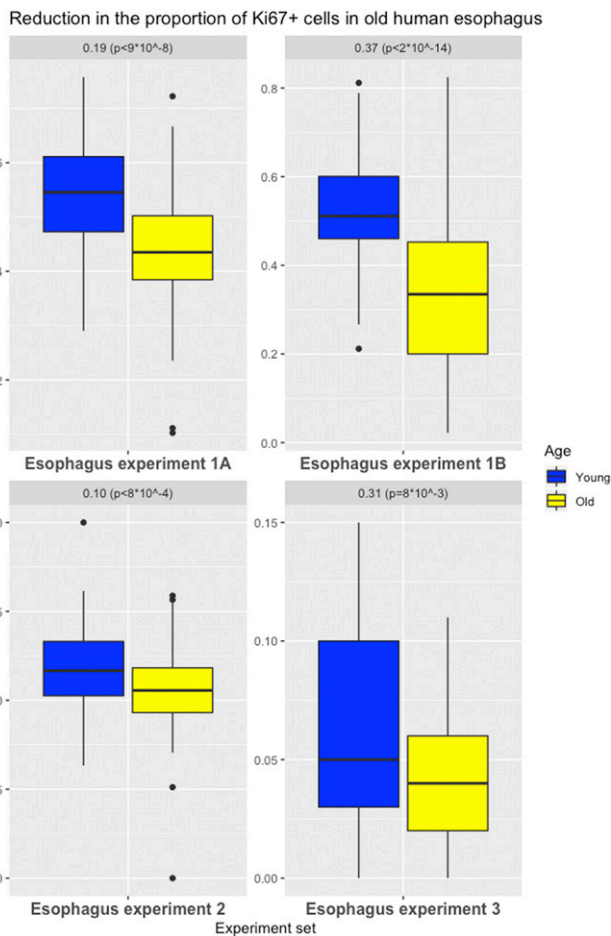 Reduction in the proportion of Ki67+ cells in old human esophagus
0.19 (p<9*10^-8)
0.37 (p<2*10^-14)
0.8
0.6
0.4
0.2
0.0
Esophagus experiment 1A
Esophagus experiment 1B
Age
Young
Old
0.10 (p<8*10^-4)
0.31 (p=8*10^-3)
0.15
0.10
0.05
0.00
Esophagus experiment 2
Esophagus experiment 3
Experiment set